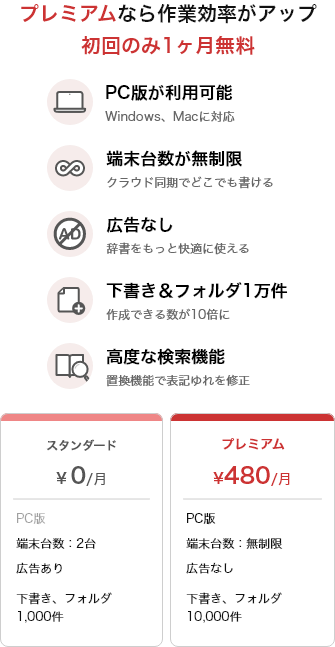 プレミアムなら作業効率がアップ
初回のみ1ヶ月無料
PC版が利用可能
Windows、Macに対応
端末台数が無制限
クラウド同期でどこでも書ける
AD
広告なし
辞書をもっと快適に使える
下書き＆フォルダ1万件
作成できる数が10倍に
高度な検索機能
置換機能で表記ゆれを修正
スタンダード
¥0/月
PC版
端末台数：2台
広告あり
下書き、フォルダ
1,000件
プレミアム
¥480/月
PC版
端末台数：無制限
広告なし
下書き、フォルダ
10,000件